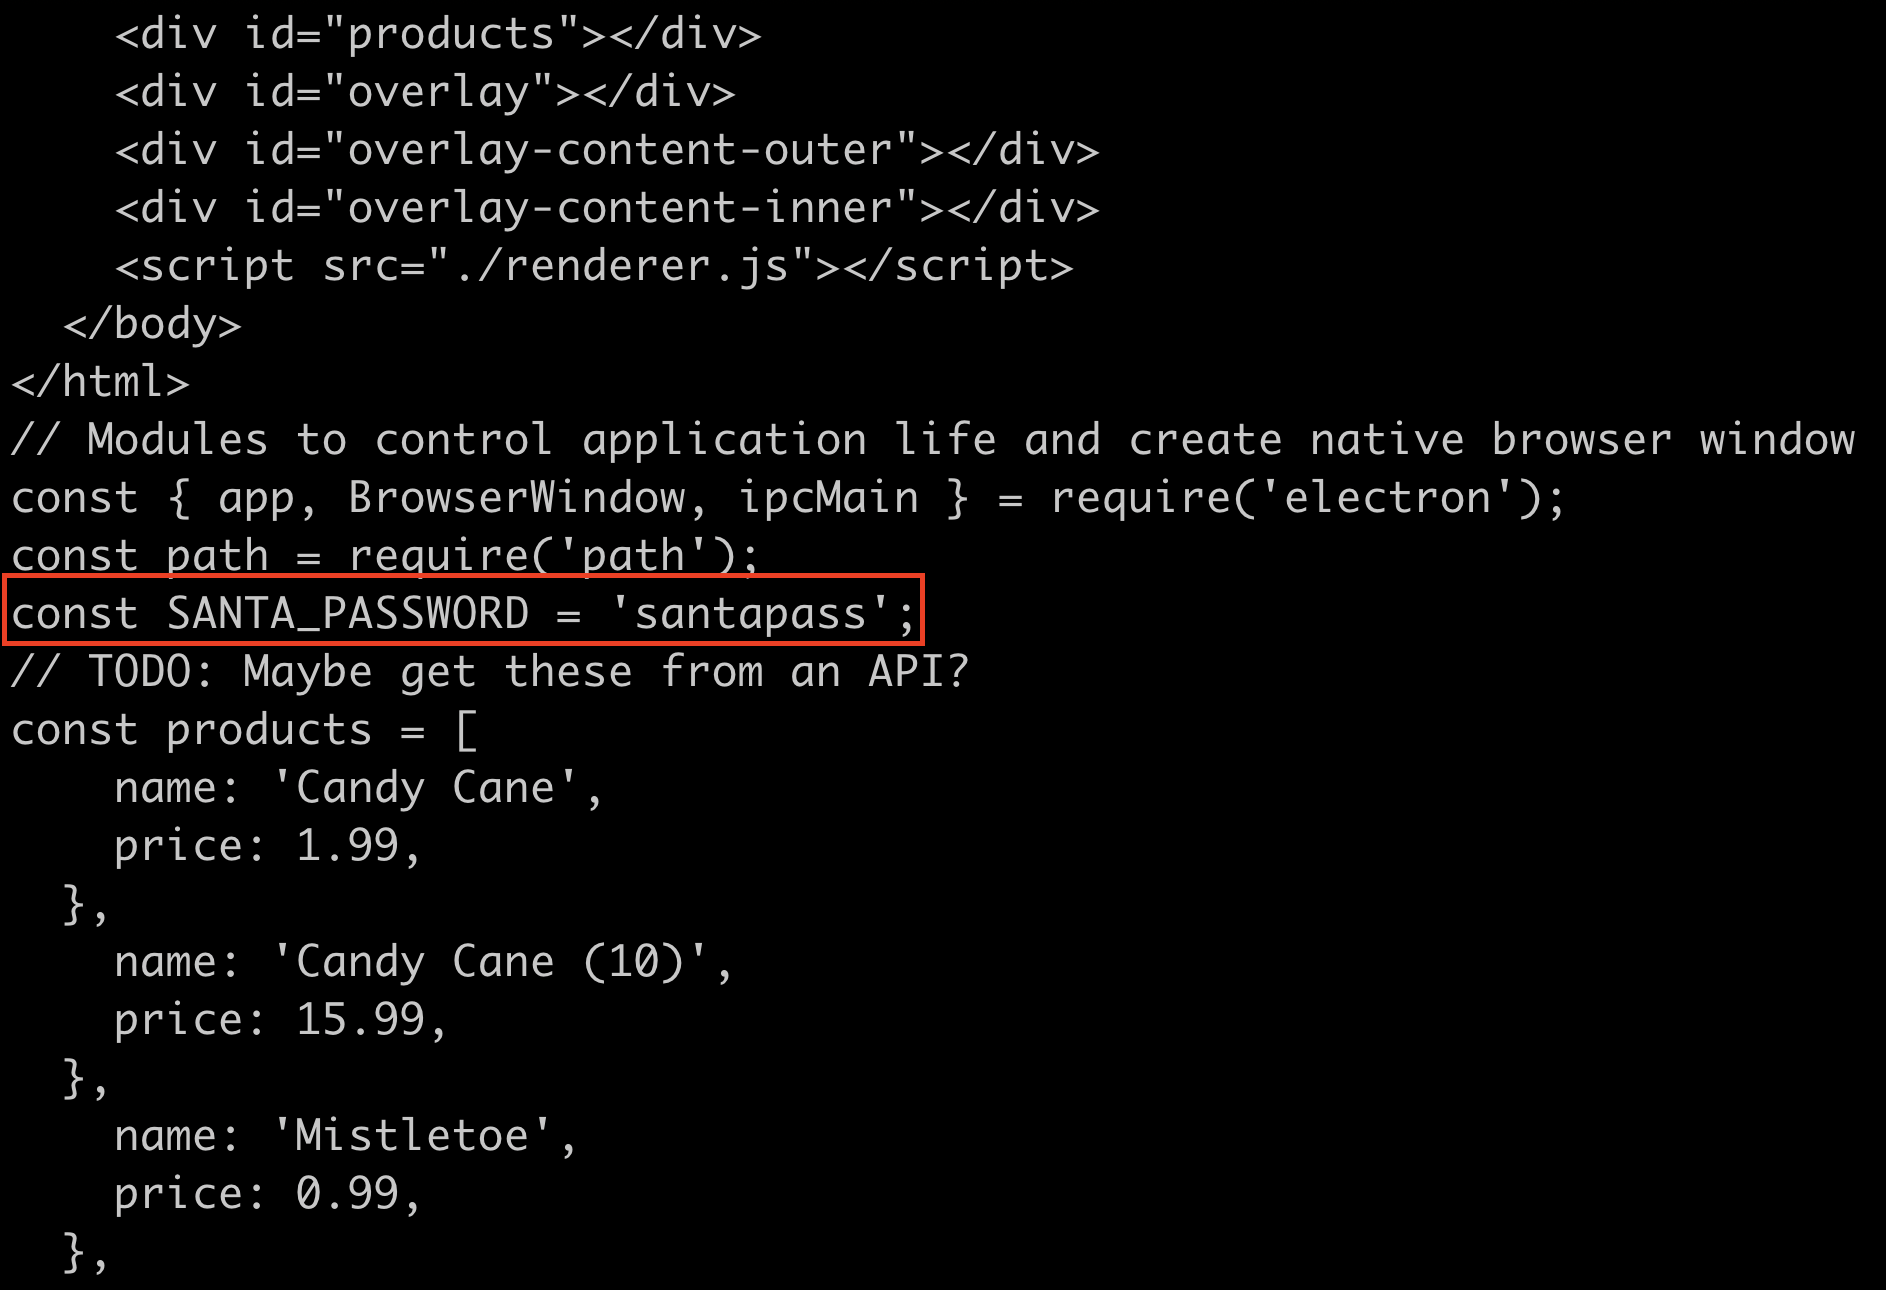 <div id="products"></div>
    <div id="overlay"></div>
    <div id="overlay-content-outer"></div>
    <div id="overlay-content-inner"></div>
    <script src="./renderer.js"></script>
  </body>
</html>
// Modules to control application life and create native browser window
const { app, BrowserWindow, ipcMain } = require('electron');
const path = require('path');
const SANTA_PASSWORD = 'santapass';
// TODO: Maybe get these from an API?
const products = [
    name: 'Candy Cane',
    price: 1.99,
  },
    name: 'Candy Cane (10)',
    price: 15.99,
  },
    name: 'Mistletoe',
    price: 0.99,
  },